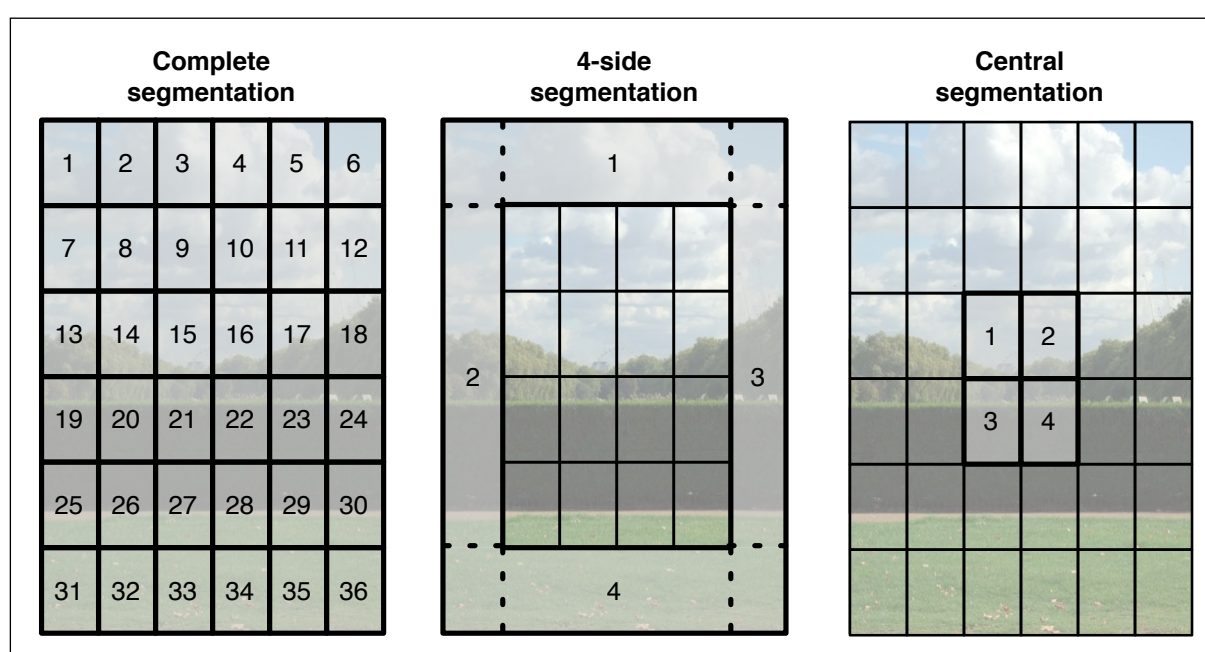 Complete
segmentation
1 2 3 4 5 6
7 8 9 10 11 12
13 14 15 16 17 18
19 20 21 22 23 24
25 26 27 28 29 30
31 32 33 34 35 36
4-side
segmentation
1
2 3
4
Central
segmentation
1 2
3 4